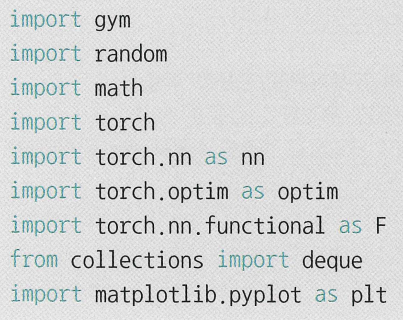 import gym
import random
import math
import torch
import torch.nn as nn
import torch.optim as optim
import torch.nn.functional as F
from collections import deque
import matplotlib.pyplot as plt